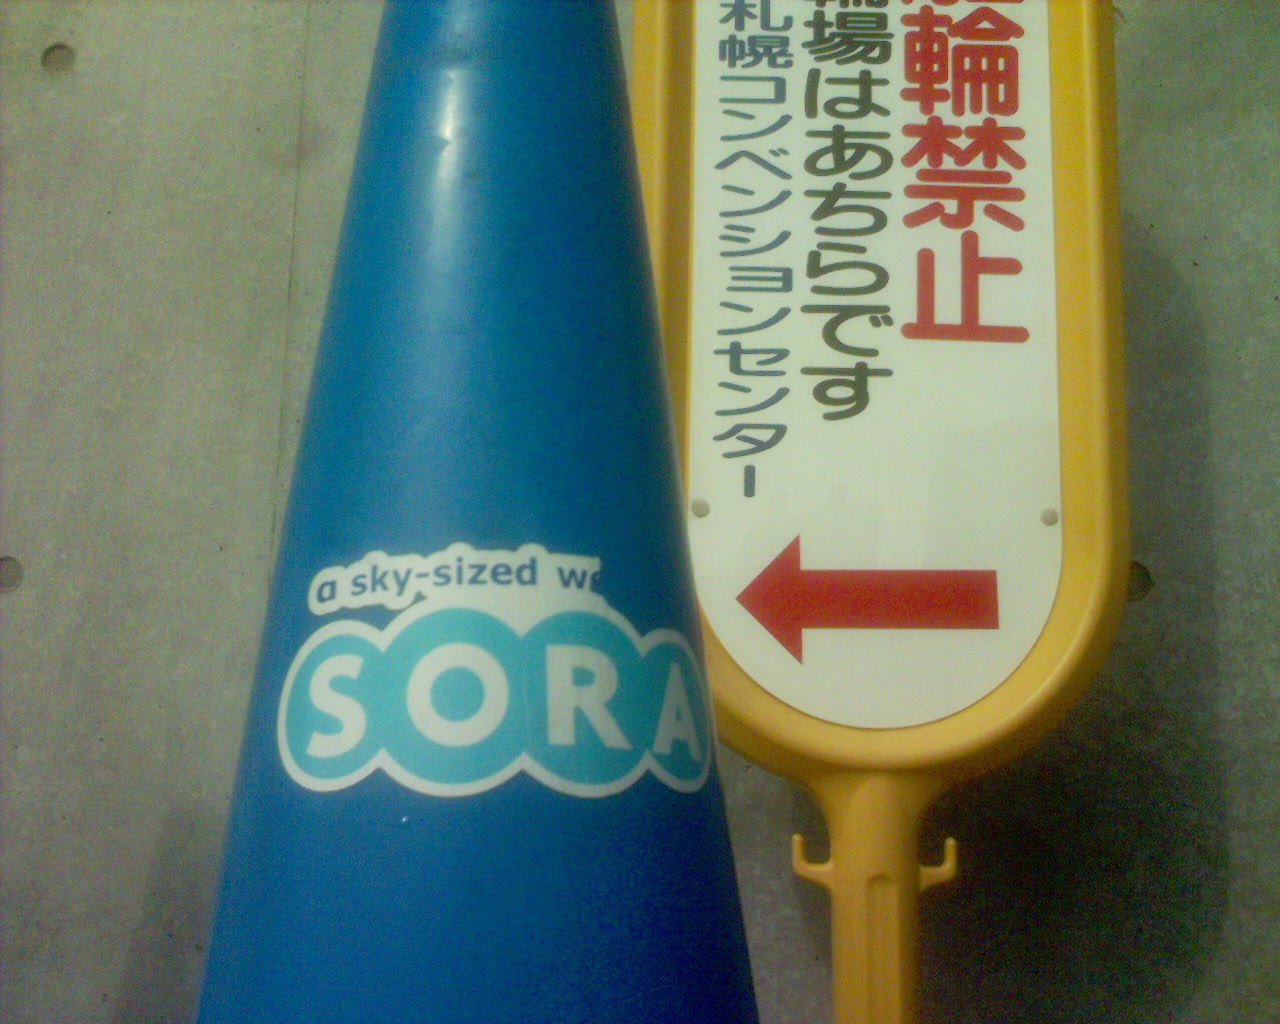 輪禁止
場はあちらです
札幌コンベンションセンター
a sky-sized
SORA